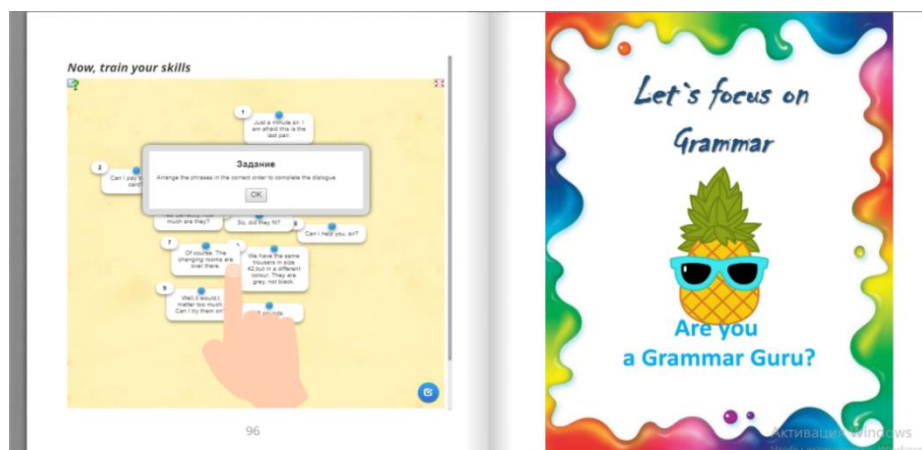 Now, train your skills
1
Just a minute,sir. I
am afraid this is the
last pair.
2
Can I pay
card?
Задание
Arrange the phrases in the correct order to complete the dialogue
OK
much are they?
So, did they fit?
Can I help you, sir?
7
Of course. The
changing rooms are
over there.
We have the same
trousers in size
42,but in a different
colour. They are
grey, not black.
Well,it would,t
matter too much.
Can I try them on?
96
Let`s focus on
Grammar
Are you
a Grammar Guru?
Активация Windows